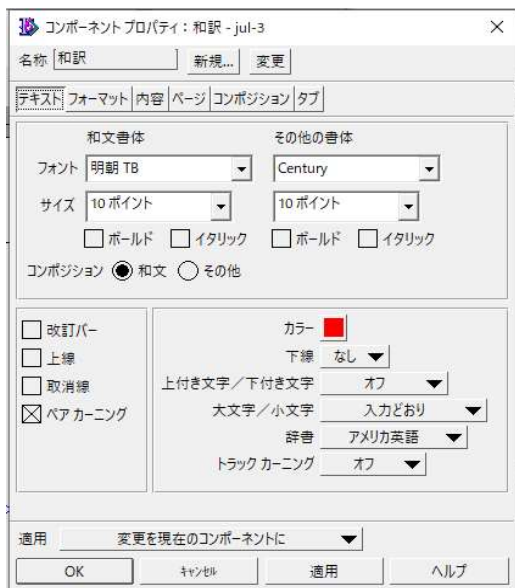 コンポーネント プロパティ：和訳 - jul-3
名称 和訳 新規... 変更
テキスト フォーマット 内容 ページ コンポジション タブ
和文書体 その他の書体
フォント 明朝 TB Century
サイズ 10 ポイント 10 ポイント
ボールド イタリック ボールド イタリック
コンポジション 和文 その他
改訂バー
上線
取消線
ペア カーニング
カラー
下線 なし
上付き文字／下付き文字 オフ
大文字／小文字 入力どおり
辞書 アメリカ英語
トラック カーニング オフ
適用 変更を現在のコンポーネントに
OK キャンセル 適用 ヘルプ